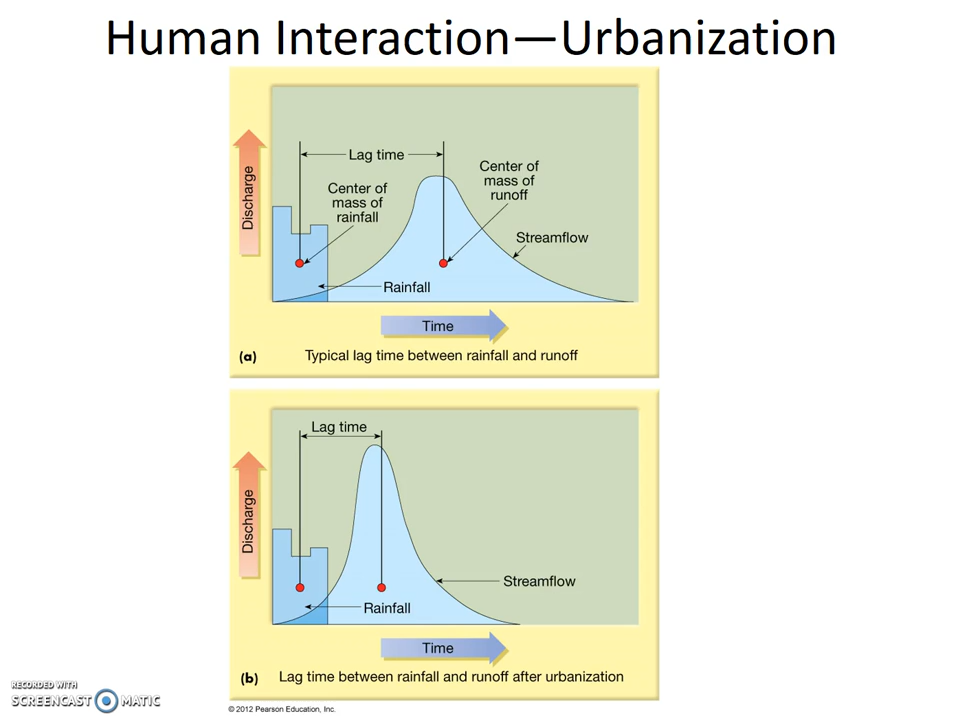 Human Interaction—Urbanization
Discharge
Lag time
Center of
mass of
rainfall
Center of
mass of
runoff
Streamflow
Rainfall
Time
(a) Typical lag time between rainfall and runoff
Discharge
Lag time
Streamflow
Rainfall
Time
(b) Lag time between rainfall and runoff after urbanization
© 2012 Pearson Education, Inc.
RECORDED WITH
SCREENCAST MATIC